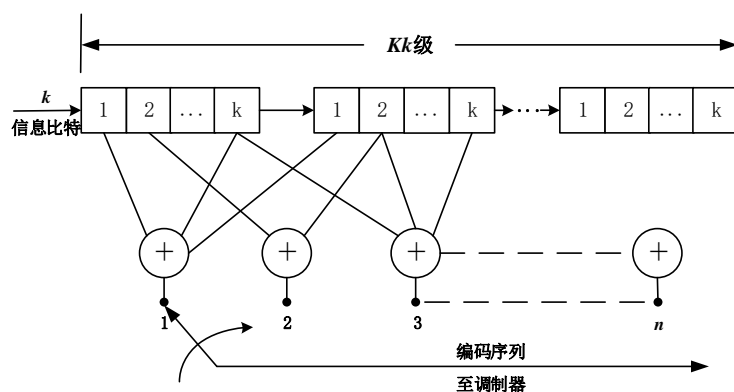 Kk级
k
信息比特
1 2 ... k 1 2 ... k ... 1 2 ... k
+ + + +
1 2 3 n
编码序列
至调制器